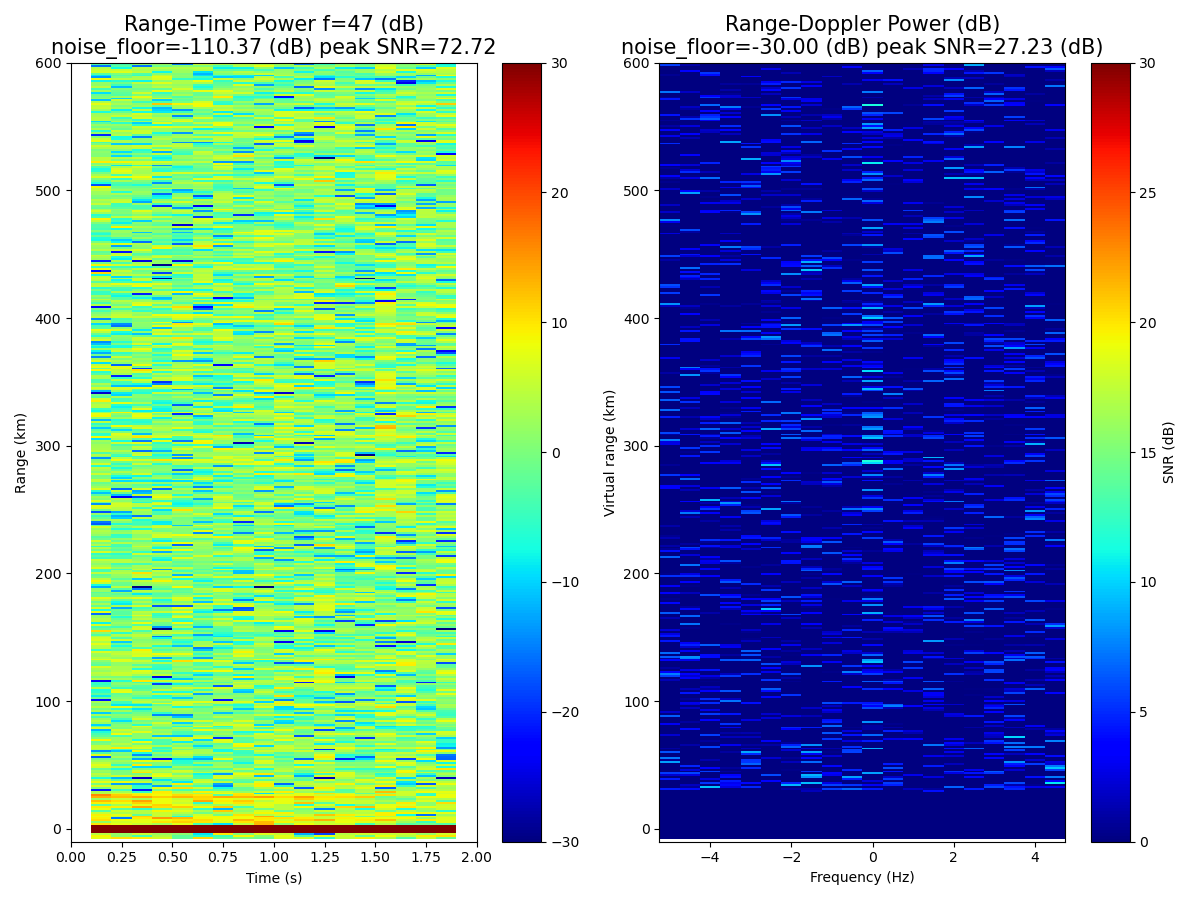 Range-Time Power f=47 (dB)
noise_floor=-110.37 (dB) peak SNR=72.72
Range-Doppler Power (dB)
noise_floor=-30.00 (dB) peak SNR=27.23 (dB)
600
500
400
300
200
100
0
Range (km)
0.00 0.25 0.50 0.75 1.00 1.25 1.50 1.75 2.00
Time (s)
30
20
10
0
−10
−20
−30
600
500
400
300
200
100
0
Virtual range (km)
−4 −2 0 2 4
Frequency (Hz)
30
25
20
15
10
5
0
SNR (dB)